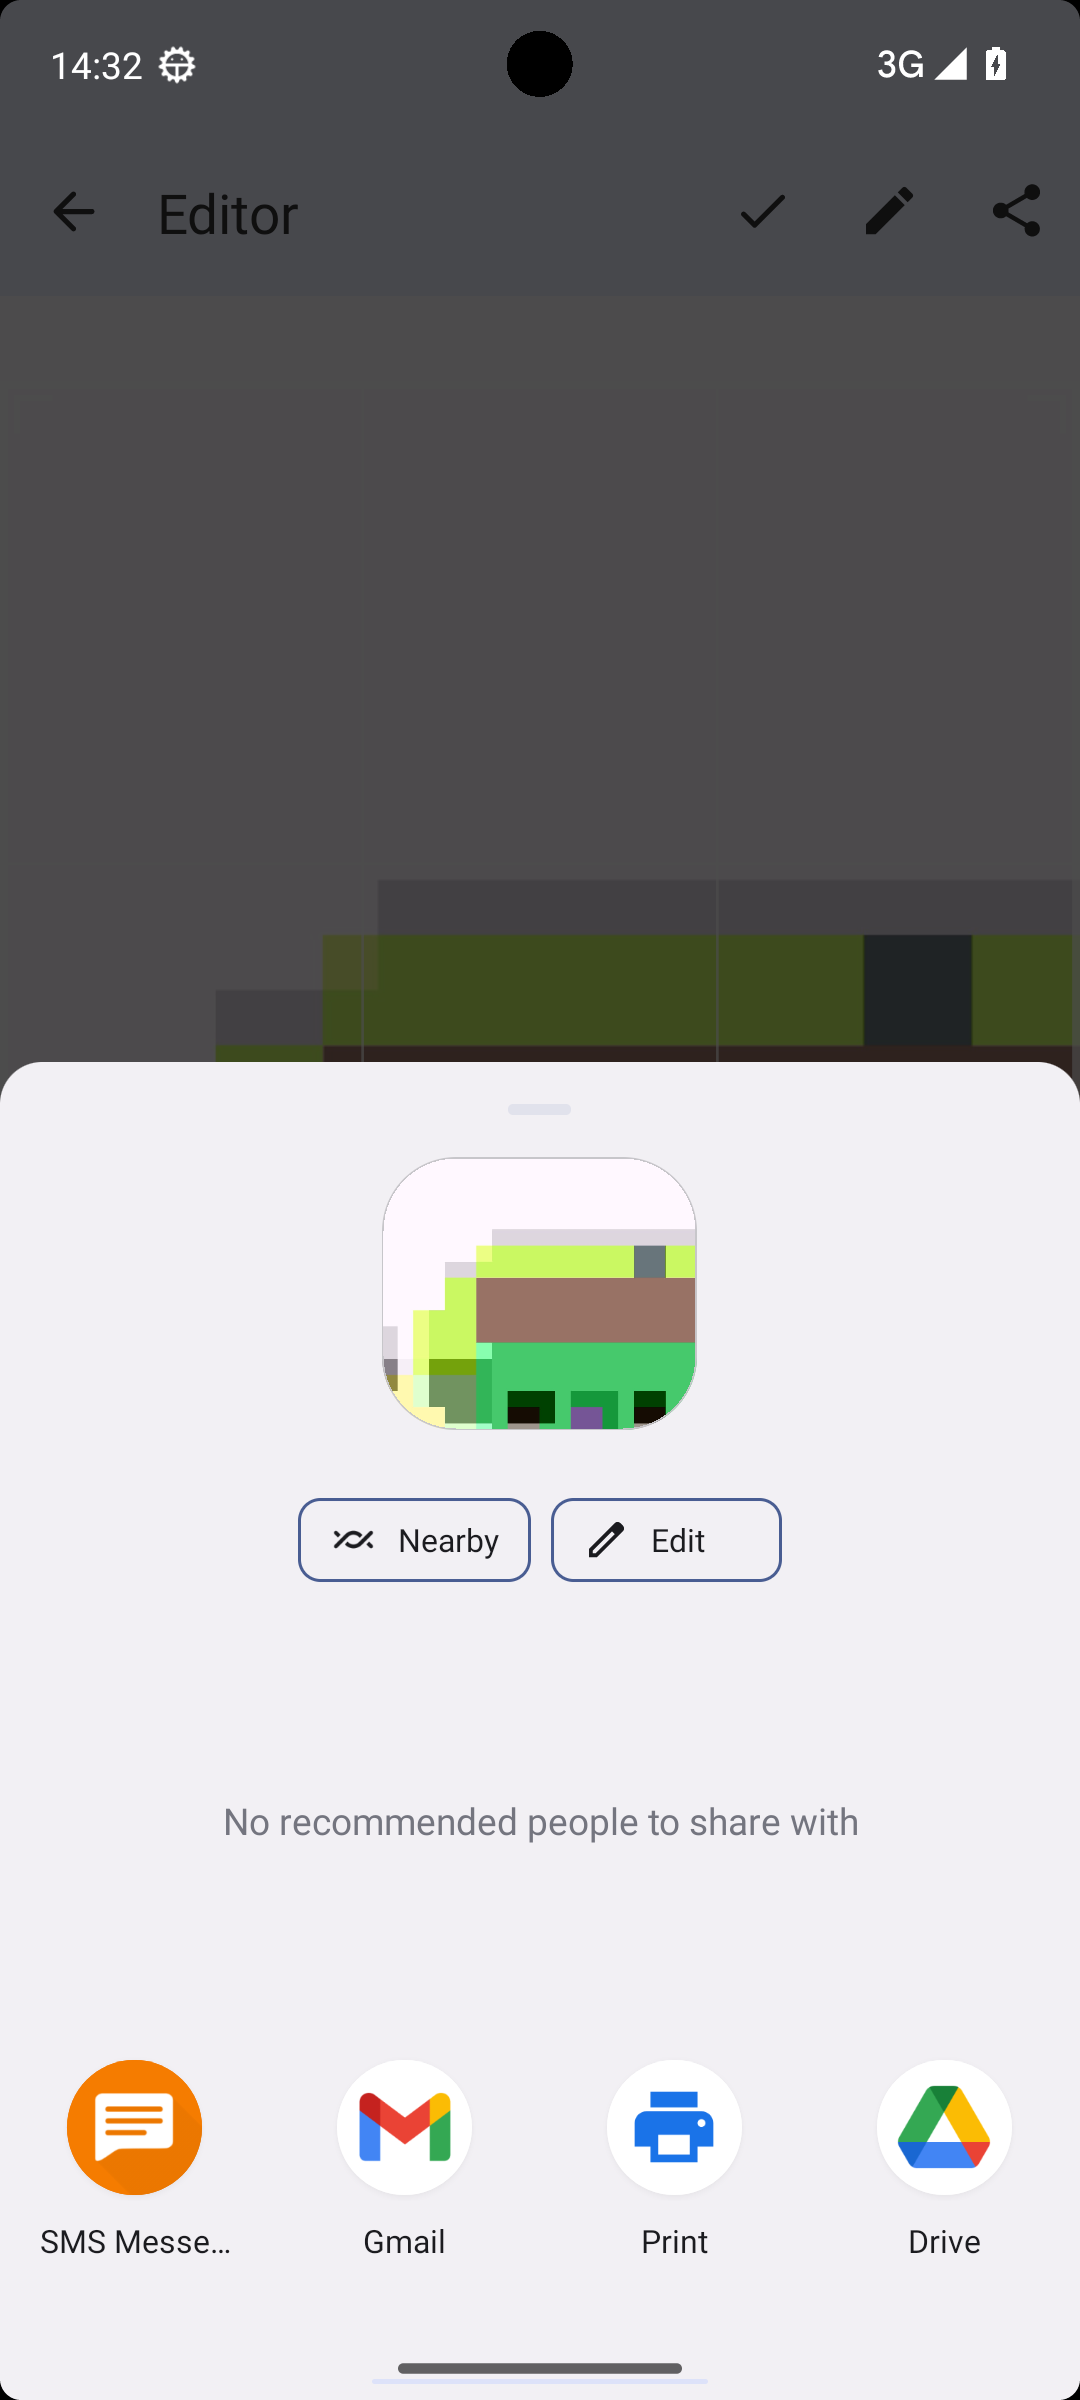 14:32
3G
Editor
Nearby
Edit
No recommended people to share with
SMS Messe...
Gmail
Print
Drive